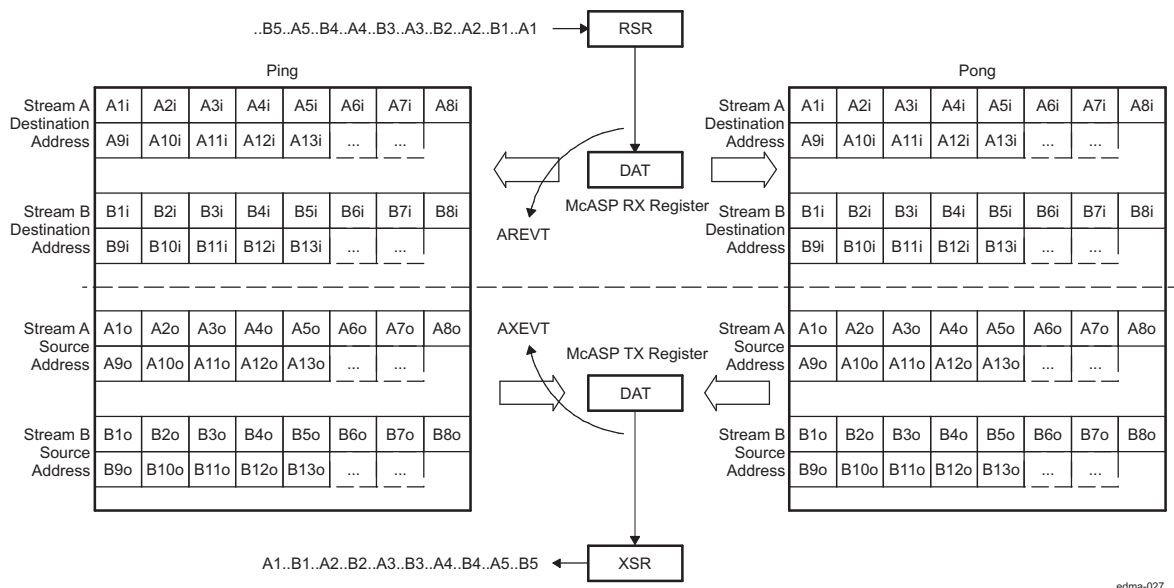 ..B5..A5..B4..A4..B3..A3..B2..A2..B1..A1
RSR
Ping
Pong
Stream A
Destination
Address
A1i A2i A3i A4i A5i A6i A7i A8i
A9i A10i A11i A12i A13i ... ...
Stream B
Destination
Address
B1i B2i B3i B4i B5i B6i B7i B8i
B9i B10i B11i B12i B13i ... ...
DAT
McASP RX Register
AREVT
Stream A
Destination
Address
A1i A2i A3i A4i A5i A6i A7i A8i
A9i A10i A11i A12i A13i ... ...
Stream B
Destination
Address
B1i B2i B3i B4i B5i B6i B7i B8i
B9i B10i B11i B12i B13i ... ...
Stream A
Source
Address
A1o A2o A3o A4o A5o A6o A7o A8o
A9o A10o A11o A12o A13o ... ...
Stream B
Source
Address
B1o B2o B3o B4o B5o B6o B7o B8o
B9o B10o B11o B12o B13o ... ...
AXEVT
McASP TX Register
DAT
Stream A
Source
Address
A1o A2o A3o A4o A5o A6o A7o A8o
A9o A10o A11o A12o A13o ... ...
Stream B
Source
Address
B1o B2o B3o B4o B5o B6o B7o B8o
B9o B10o B11o B12o B13o ... ...
A1..B1..A2..B2..A3..B3..A4..B4..A5..B5
XSR
edma-027